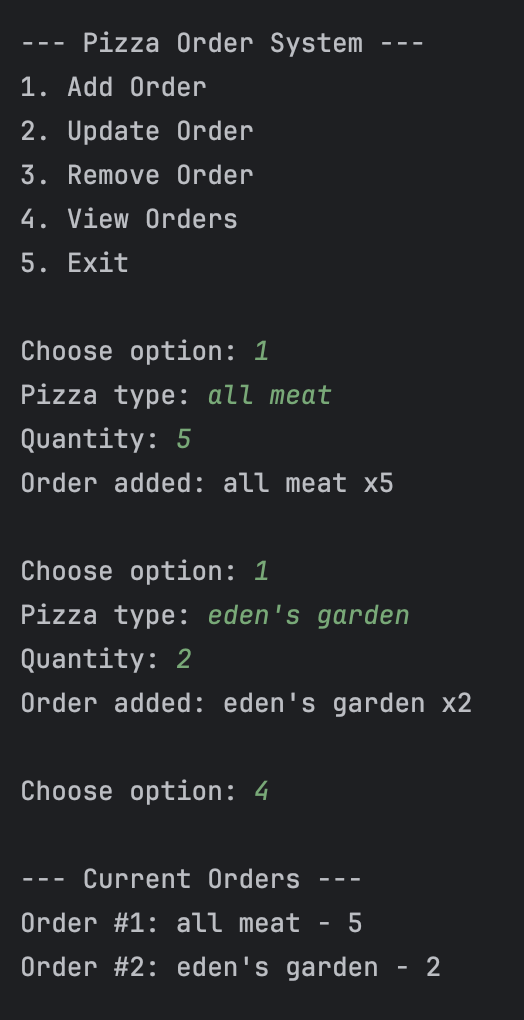 --- Pizza Order System ---
1. Add Order
2. Update Order
3. Remove Order
4. View Orders
5. Exit
Choose option: 1
Pizza type: all meat
Quantity: 5
Order added: all meat x5
Choose option: 1
Pizza type: eden's garden
Quantity: 2
Order added: eden's garden x2
Choose option: 4
--- Current Orders ---
Order #1: all meat - 5
Order #2: eden's garden - 2